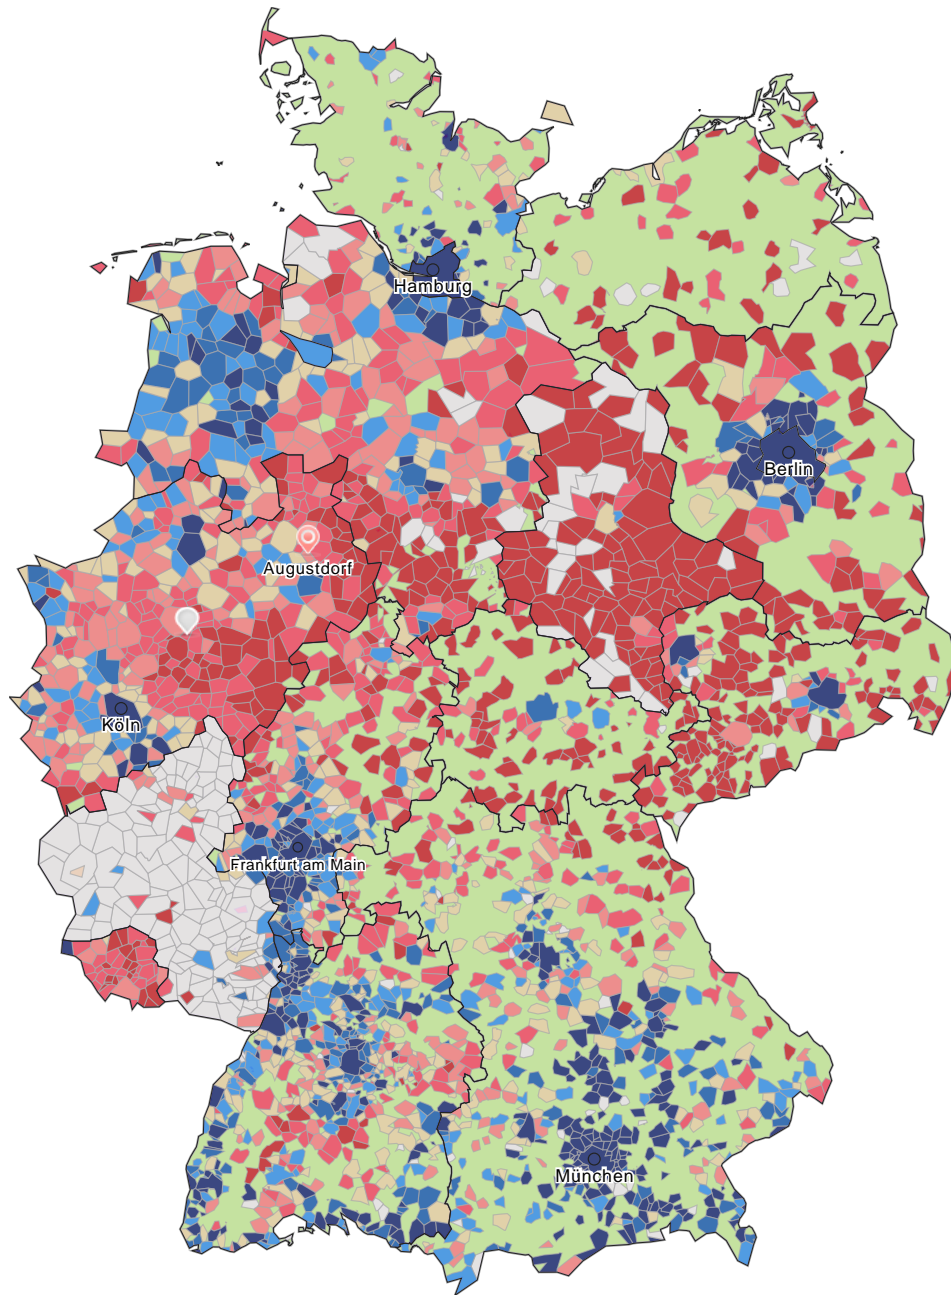 Hamburg
Berlin
Augustdorf
Köln
Frankfurt am Main
München